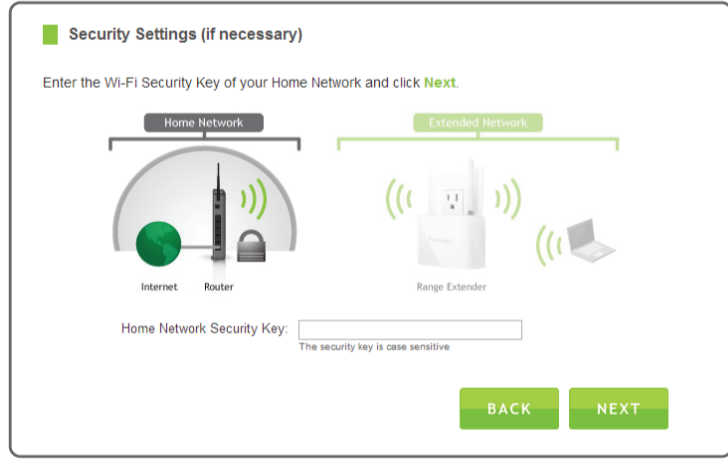 Security Settings (if necessary)
Enter the Wi-Fi Security Key of your Home Network and click Next.
Home Network
Extended Network
Internet
Router
Range Extender
Home Network Security Key:
The security key is case sensitive
BACK
NEXT